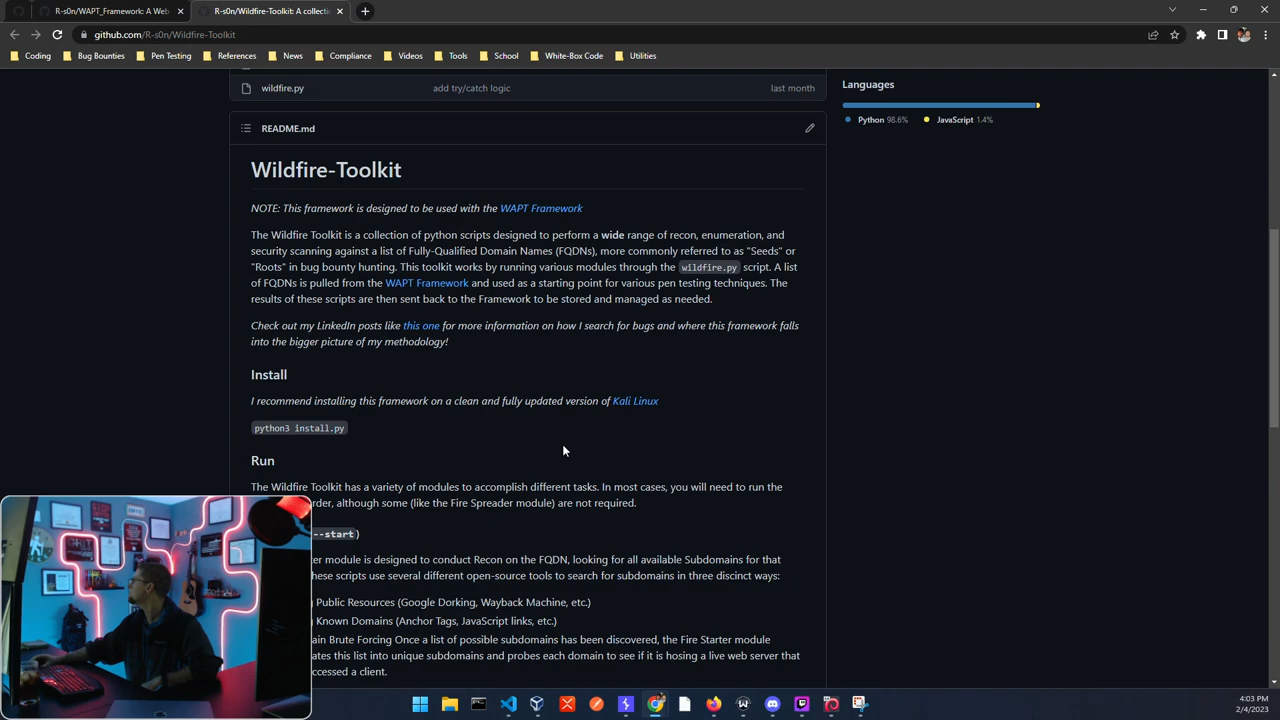 R-s0n/WAPT_Framework: A Web
R-s0n/Wildfire-Toolkit: A collecti
github.com/R-s0n/Wildfire-Toolkit
Coding Bug Bounties Pen Testing References News Compliance Videos Tools School White-Box Code Utilities
wildfire.py add try/catch logic last month
Languages
Python 98.6% JavaScript 1.4%
README.md
Wildfire-Toolkit
NOTE: This framework is designed to be used with the WAPT Framework
The Wildfire Toolkit is a collection of python scripts designed to perform a wide range of recon, enumeration, and
security scanning against a list of Fully-Qualified Domain Names (FQDNs), more commonly referred to as "Seeds" or
"Roots" in bug bounty hunting. This toolkit works by running various modules through the wildfire.py script. A list
of FQDNs is pulled from the WAPT Framework and used as a starting point for various pen testing techniques. The
results of these scripts are then sent back to the Framework to be stored and managed as needed.
Check out my LinkedIn posts like this one for more information on how I search for bugs and where this framework falls
into the bigger picture of my methodology!
Install
I recommend installing this framework on a clean and fully updated version of Kali Linux
python3 install.py
Run
The Wildfire Toolkit has a variety of modules to accomplish different tasks. In most cases, you will need to run the
order, although some (like the Fire Spreader module) are not required.
--start)
module is designed to conduct Recon on the FQDN, looking for all available Subdomains for that
these scripts use several different open-source tools to search for subdomains in three discinct ways:
Public Resources (Google Dorking, Wayback Machine, etc.)
Known Domains (Anchor Tags, JavaScript links, etc.)
Brute Forcing Once a list of possible subdomains has been discovered, the Fire Starter module
this list into unique subdomains and probes each domain to see if it is hosing a live web server that
accessed a client.
4:03 PM
2/4/2023